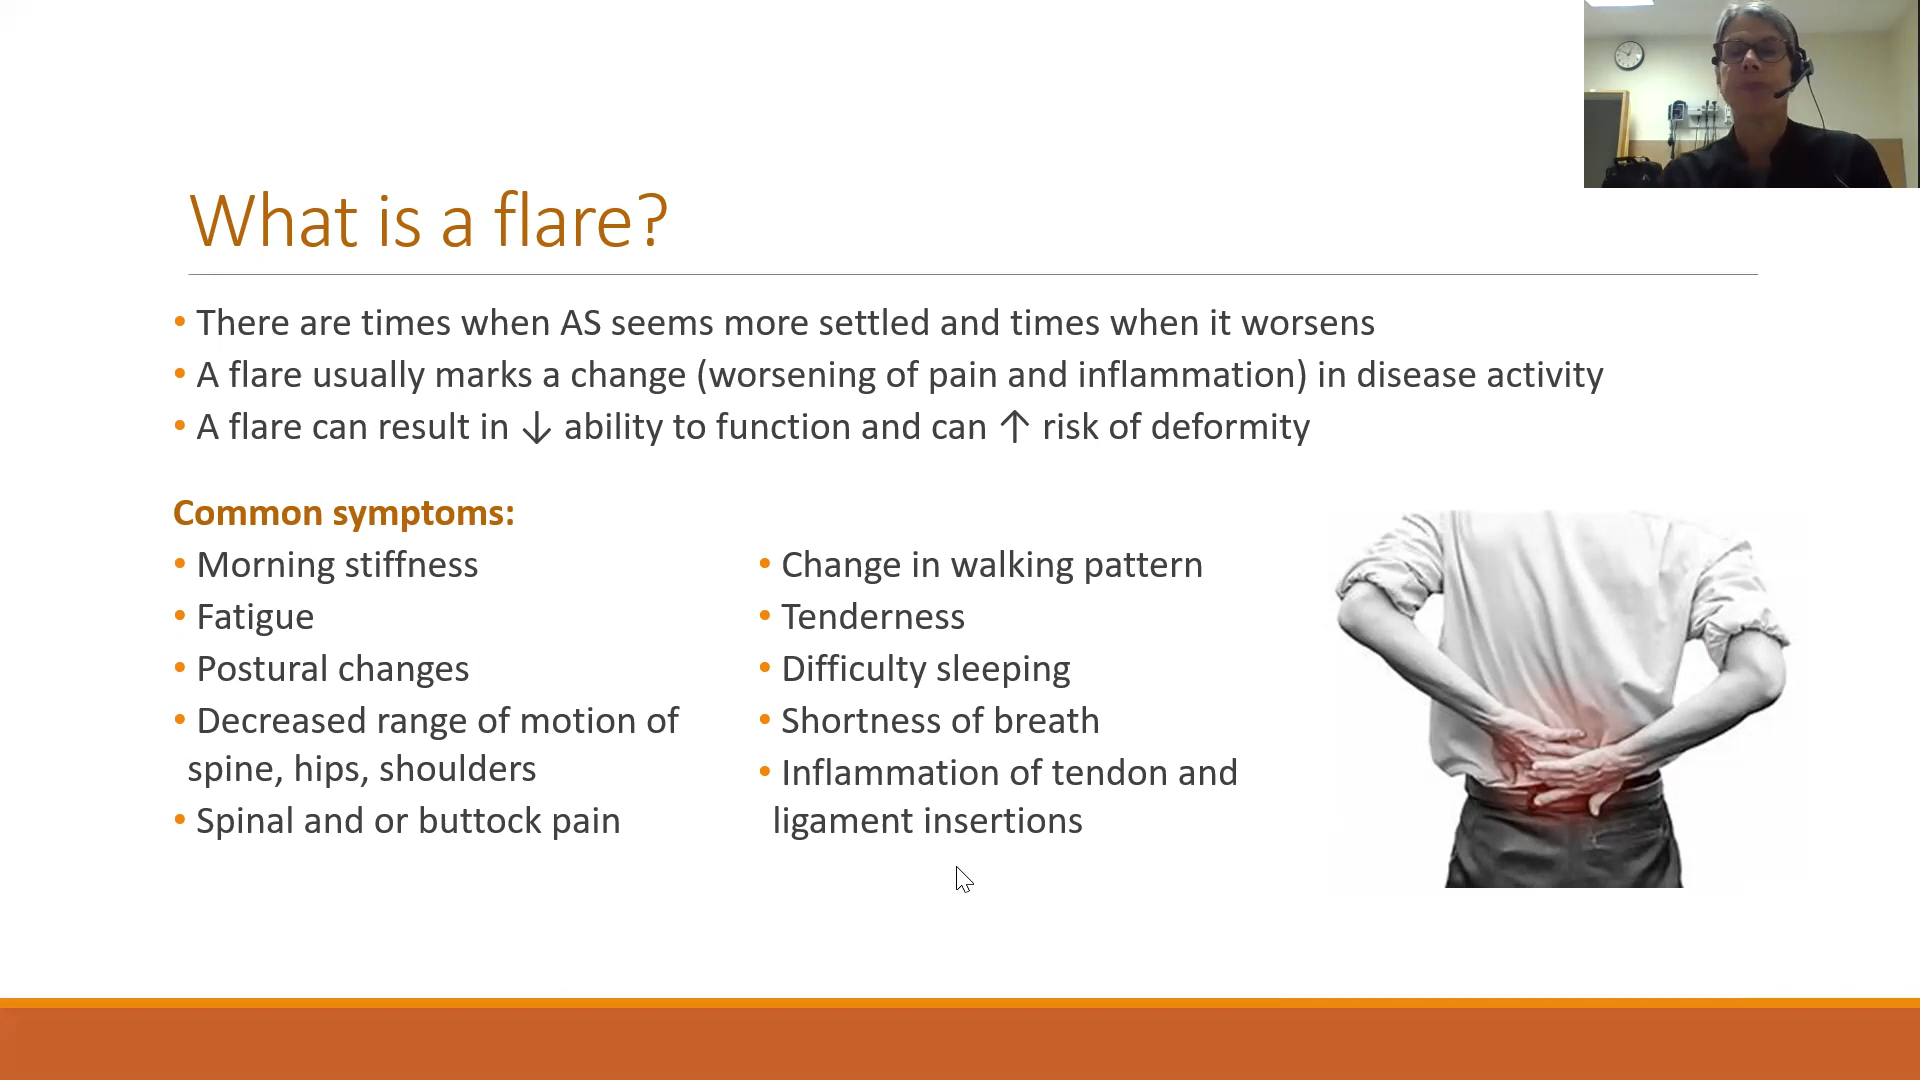 What is a flare?
• There are times when AS seems more settled and times when it worsens
• A flare usually marks a change (worsening of pain and inflammation) in disease activity
• A flare can result in ↓ ability to function and can ↑ risk of deformity
Common symptoms:
• Morning stiffness
• Fatigue
• Postural changes
• Decreased range of motion of
spine, hips, shoulders
• Spinal and or buttock pain
• Change in walking pattern
• Tenderness
• Difficulty sleeping
• Shortness of breath
• Inflammation of tendon and
ligament insertions